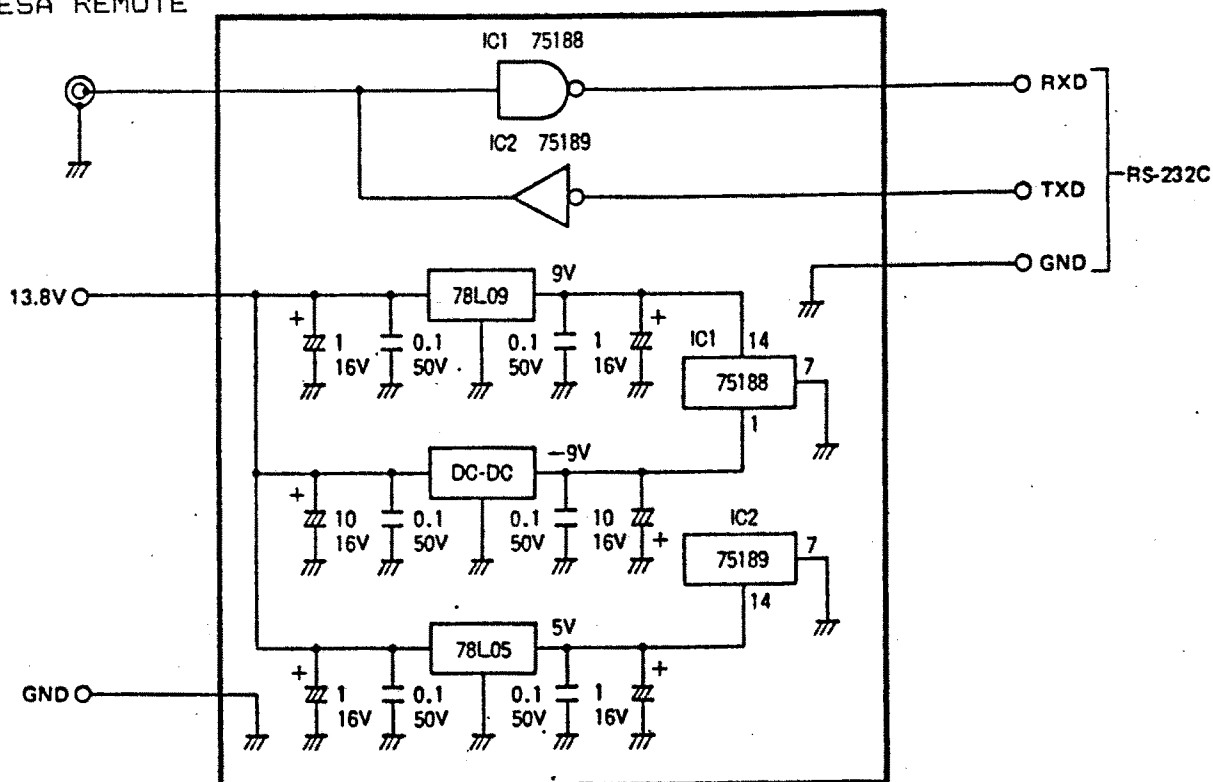 ESA REMOTE
IC1 75188
RXD
IC2 75189
TXD
RS-232C
GND
13.8V
78L09
9V
+
1
16V
0.1
50V
0.1
50V
1
16V
+
IC1
14
75188
7
1
DC-DC
−9V
+
10
16V
0.1
50V
0.1
50V
10
16V
+
IC2
75189
7
14
78L05
5V
+
1
16V
0.1
50V
0.1
50V
1
16V
+
GND